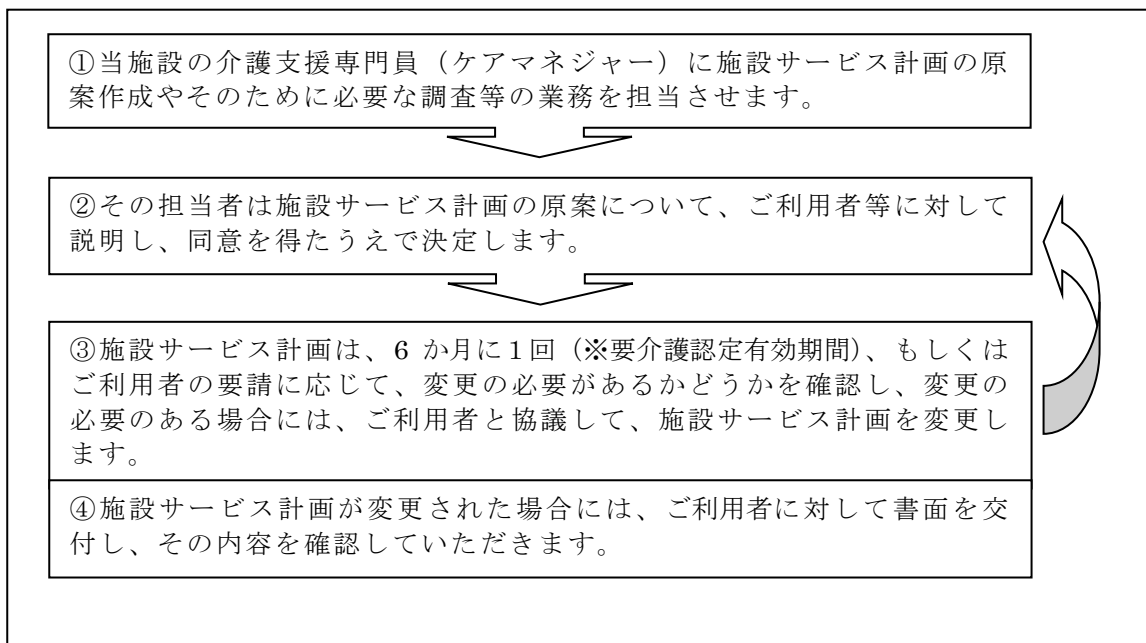 ①当施設の介護支援専門員（ケアマネジャー）に施設サービス計画の原
案作成やそのために必要な調査等の業務を担当させます。
②その担当者は施設サービス計画の原案について、ご利用者等に対して
説明し、同意を得たうえで決定します。
③施設サービス計画は、6 か月に１回（※要介護認定有効期間）、もしくは
ご利用者の要請に応じて、変更の必要があるかどうかを確認し、変更の
必要のある場合には、ご利用者と協議して、施設サービス計画を変更し
ます。
④施設サービス計画が変更された場合には、ご利用者に対して書面を交
付し、その内容を確認していただきます。